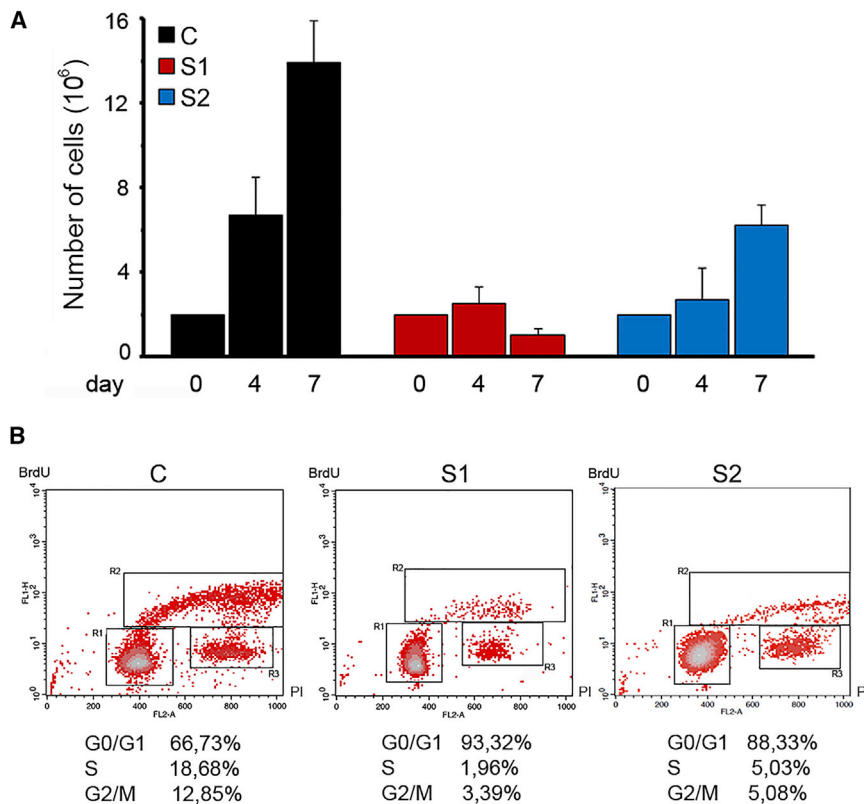 A
Number of cells (10⁶)
16
12
8
4
0
C
S1
S2
day 0 4 7 0 4 7 0 4 7
B
C
BrdU
10⁴
10³
10²
10¹
10⁰
FL1-H
R2
R1
R3
0 200 400 600 800 1000
FL2-A
PI
G0/G1 66,73%
S 18,68%
G2/M 12,85%
S1
BrdU
10⁴
10³
10²
10¹
10⁰
FL1-H
R2
R1
R3
0 200 400 600 800 1000
FL2-A
PI
G0/G1 93,32%
S 1,96%
G2/M 3,39%
S2
BrdU
10⁴
10³
10²
10¹
10⁰
FL1-H
R2
R1
R3
0 200 400 600 800 1000
FL2-A
PI
G0/G1 88,33%
S 5,03%
G2/M 5,08%